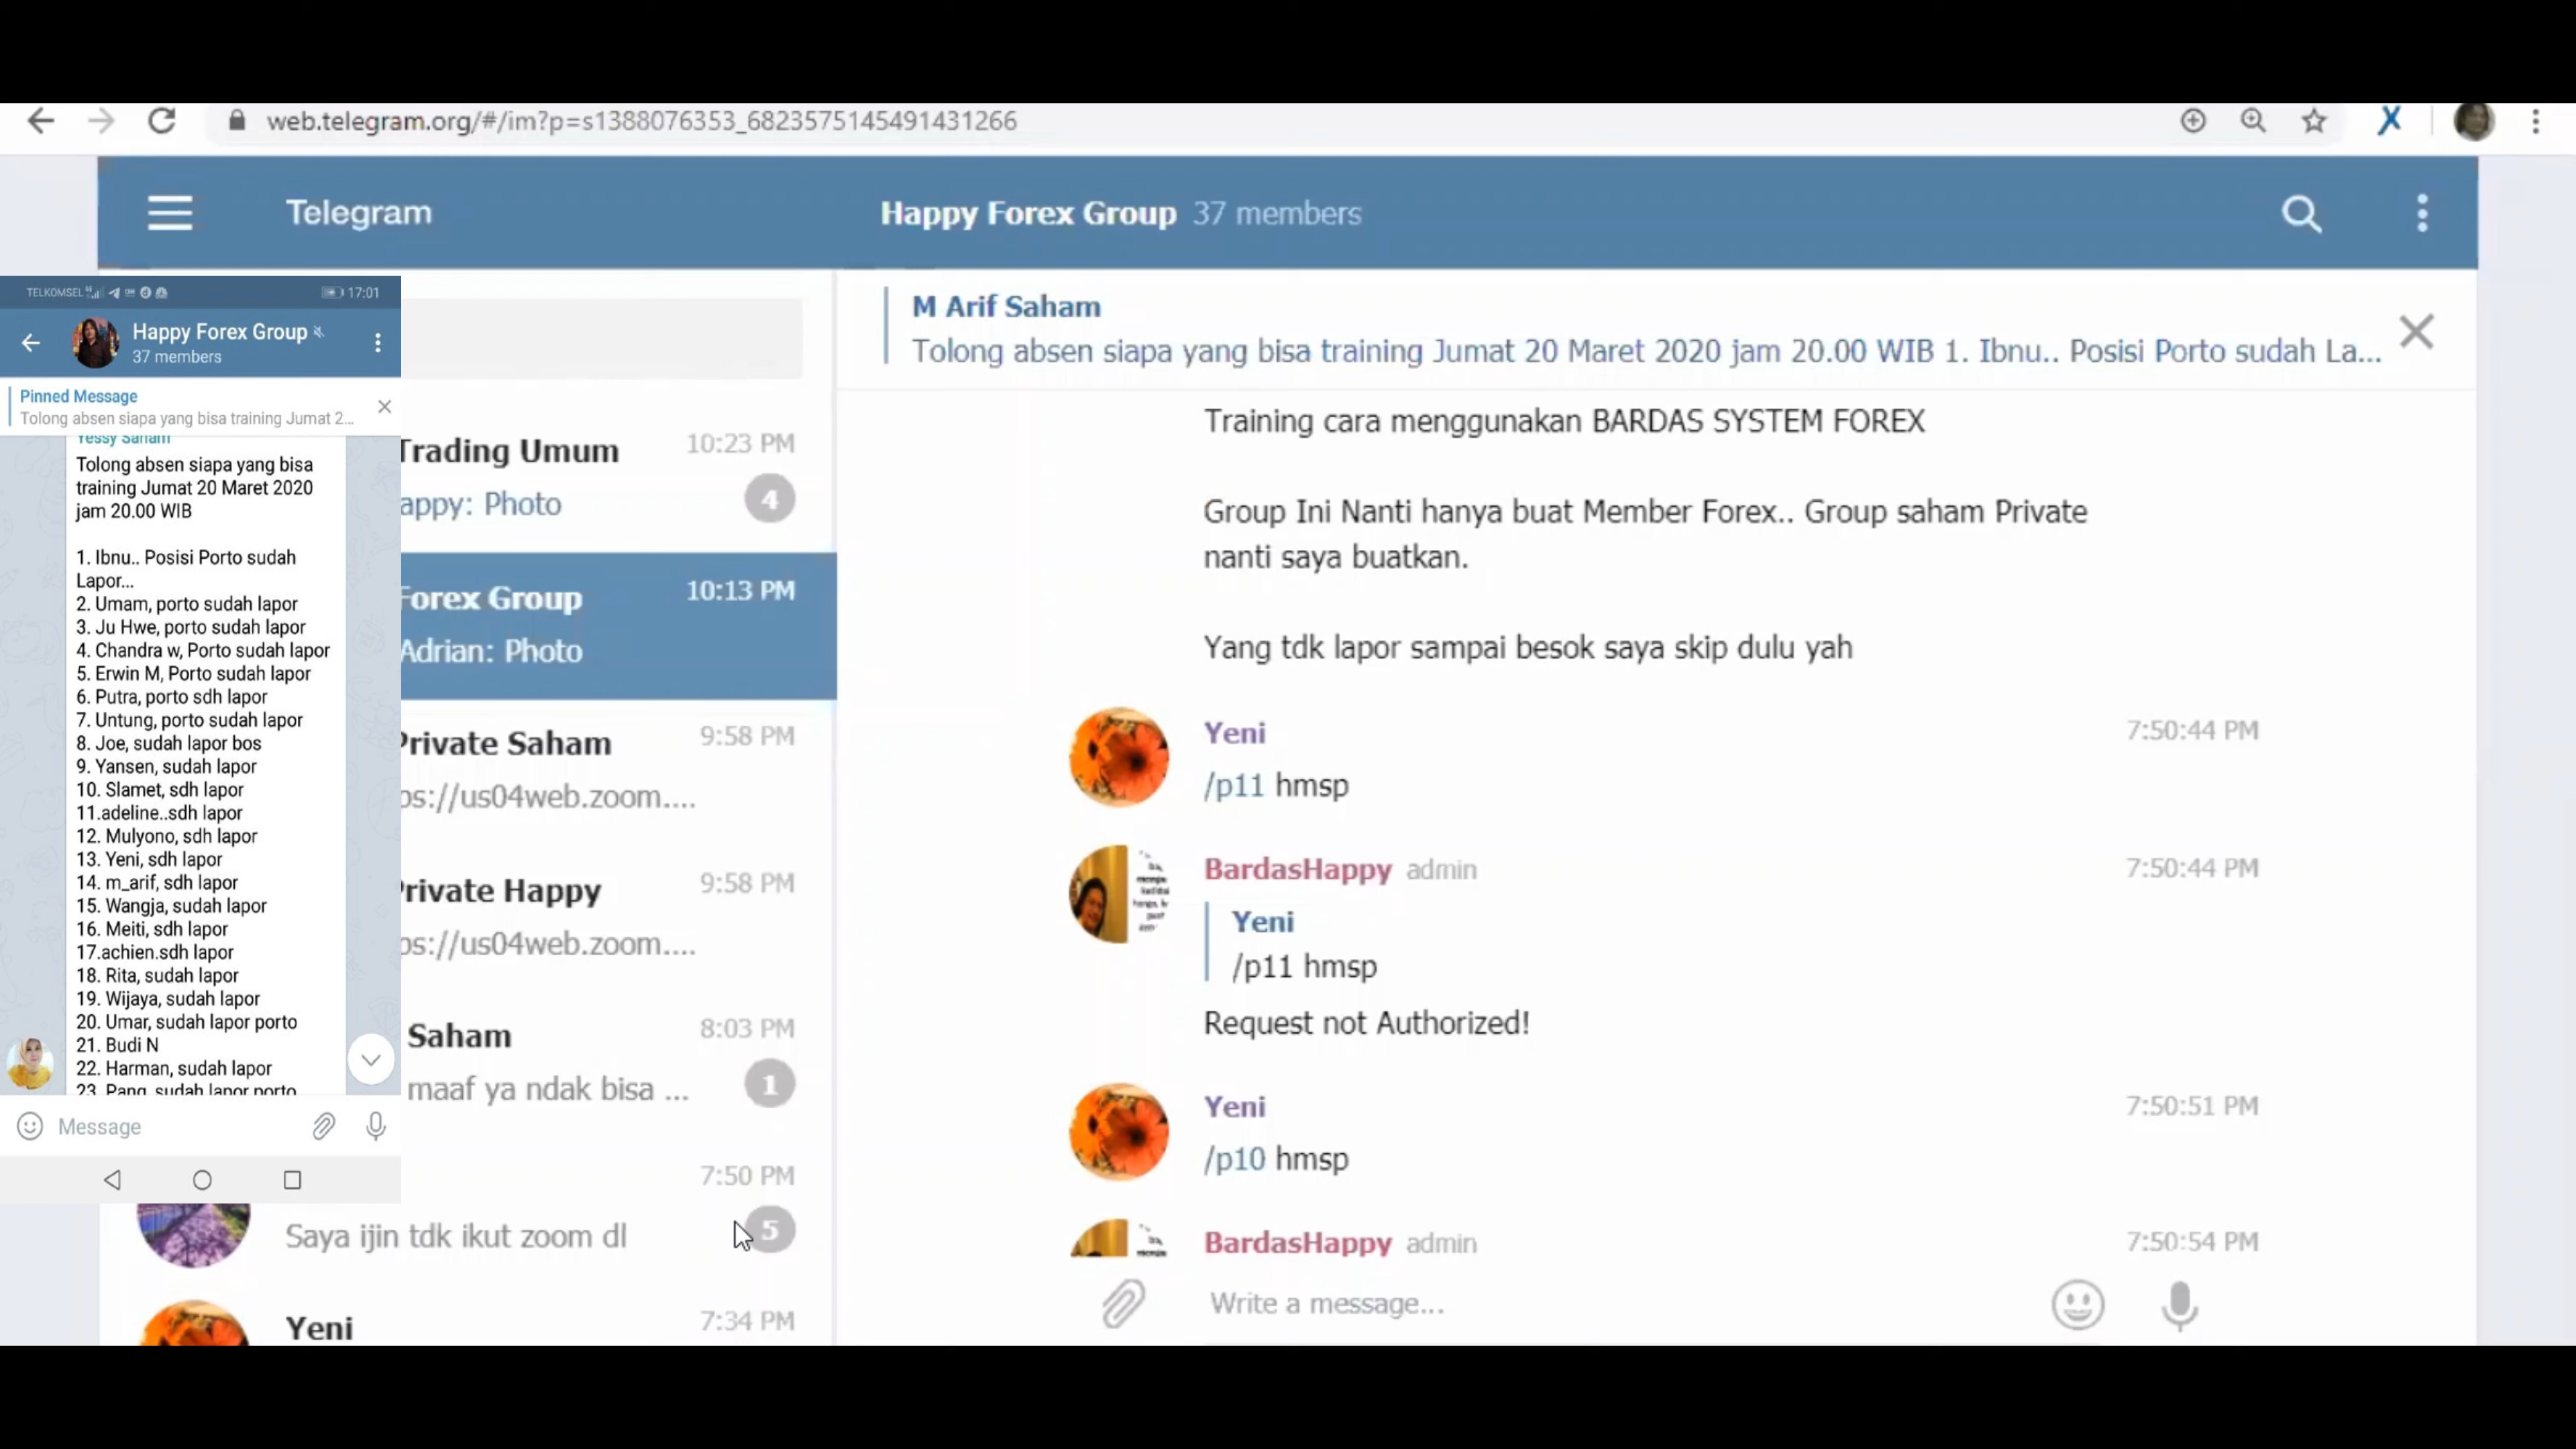 web.telegram.org/#/im?p=s1388076353_6823575145491431266
Telegram
Happy Forex Group 37 members
TELKOMSEL
17:01
Happy Forex Group
37 members
Pinned Message
Tolong absen siapa yang bisa training Jumat 2...
Yessy Saham
Tolong absen siapa yang bisa
training Jumat 20 Maret 2020
jam 20.00 WIB
1. Ibnu.. Posisi Porto sudah
Lapor...
2. Umam, porto sudah lapor
3. Ju Hwe, porto sudah lapor
4. Chandra w, Porto sudah lapor
5. Erwin M, Porto sudah lapor
6. Putra, porto sdh lapor
7. Untung, porto sudah lapor
8. Joe, sudah lapor bos
9. Yansen, sudah lapor
10. Slamet, sdh lapor
11.adeline..sdh lapor
12. Mulyono, sdh lapor
13. Yeni, sdh lapor
14. m_arif, sdh lapor
15. Wangja, sudah lapor
16. Meiti, sdh lapor
17.achien.sdh lapor
18. Rita, sudah lapor
19. Wijaya, sudah lapor
20. Umar, sudah lapor porto
21. Budi N
22. Harman, sudah lapor
23. Pang, sudah lapor porto
Message
Trading Umum 10:23 PM
appy: Photo 4
Forex Group 10:13 PM
Adrian: Photo
Private Saham 9:58 PM
ps://us04web.zoom....
Private Happy 9:58 PM
ps://us04web.zoom....
Saham 8:03 PM
maaf ya ndak bisa ... 1
7:50 PM
Saya ijin tdk ikut zoom dl 5
Yeni 7:34 PM
M Arif Saham
Tolong absen siapa yang bisa training Jumat 20 Maret 2020 jam 20.00 WIB 1. Ibnu.. Posisi Porto sudah La...
Training cara menggunakan BARDAS SYSTEM FOREX
Group Ini Nanti hanya buat Member Forex.. Group saham Private
nanti saya buatkan.
Yang tdk lapor sampai besok saya skip dulu yah
Yeni 7:50:44 PM
/p11 hmsp
BardasHappy admin 7:50:44 PM
Yeni
/p11 hmsp
Request not Authorized!
Yeni 7:50:51 PM
/p10 hmsp
BardasHappy admin 7:50:54 PM
Write a message...